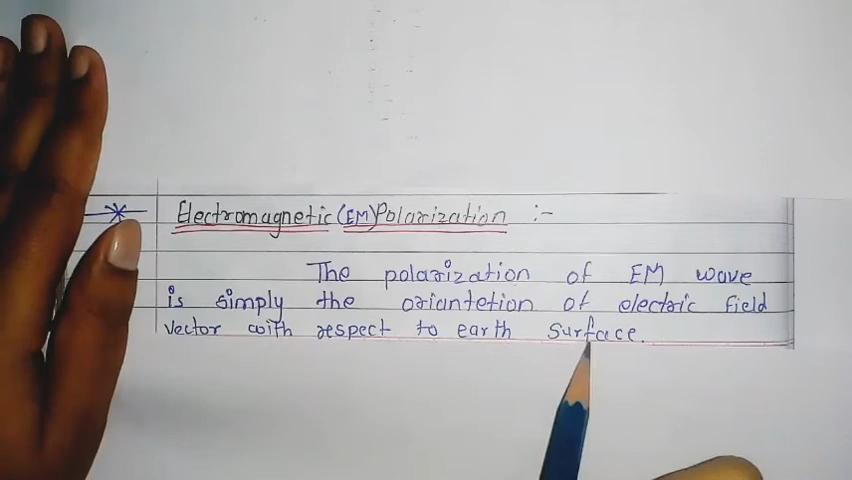 Electromagnetic (EM) Polarization :-
The polarization of EM wave
is simply the oriantetion of electric field
vector with respect to earth surface.